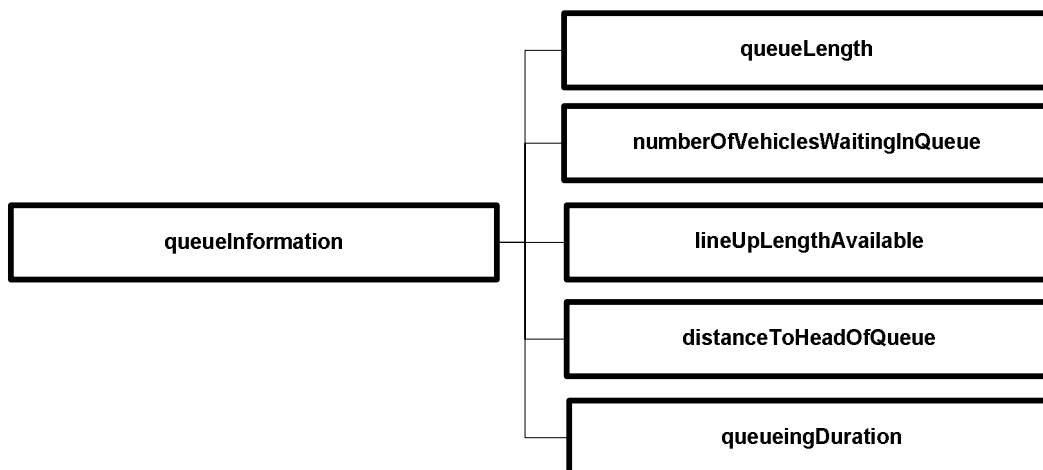 queueLength
numberOfVehiclesWaitingInQueue
queueInformation
lineUpLengthAvailable
distanceToHeadOfQueue
queueingDuration